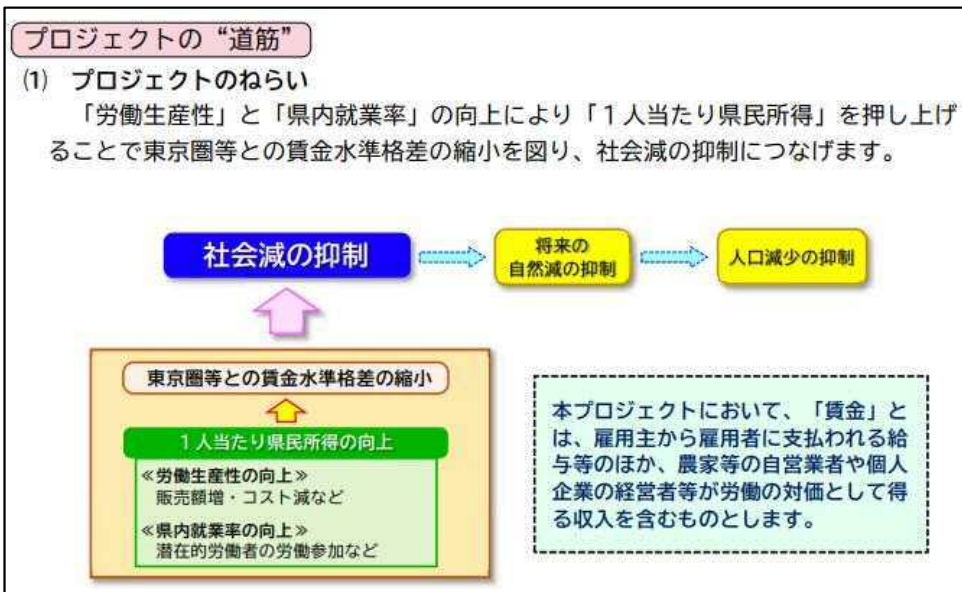 プロジェクトの“道筋”
⑴ プロジェクトのねらい
「労働生産性」と「県内就業率」の向上により「１人当たり県民所得」を押し上げ
ることで東京圏等との賃金水準格差の縮小を図り、社会減の抑制につなげます。
社会減の抑制
将来の
自然減の抑制
人口減少の抑制
東京圏等との賃金水準格差の縮小
１人当たり県民所得の向上
≪労働生産性の向上≫
販売額増・コスト減など
≪県内就業率の向上≫
潜在的労働者の労働参加など
本プロジェクトにおいて、「賃金」と
は、雇用主から雇用者に支払われる給
与等のほか、農家等の自営業者や個人
企業の経営者等が労働の対価として得
る収入を含むものとします。